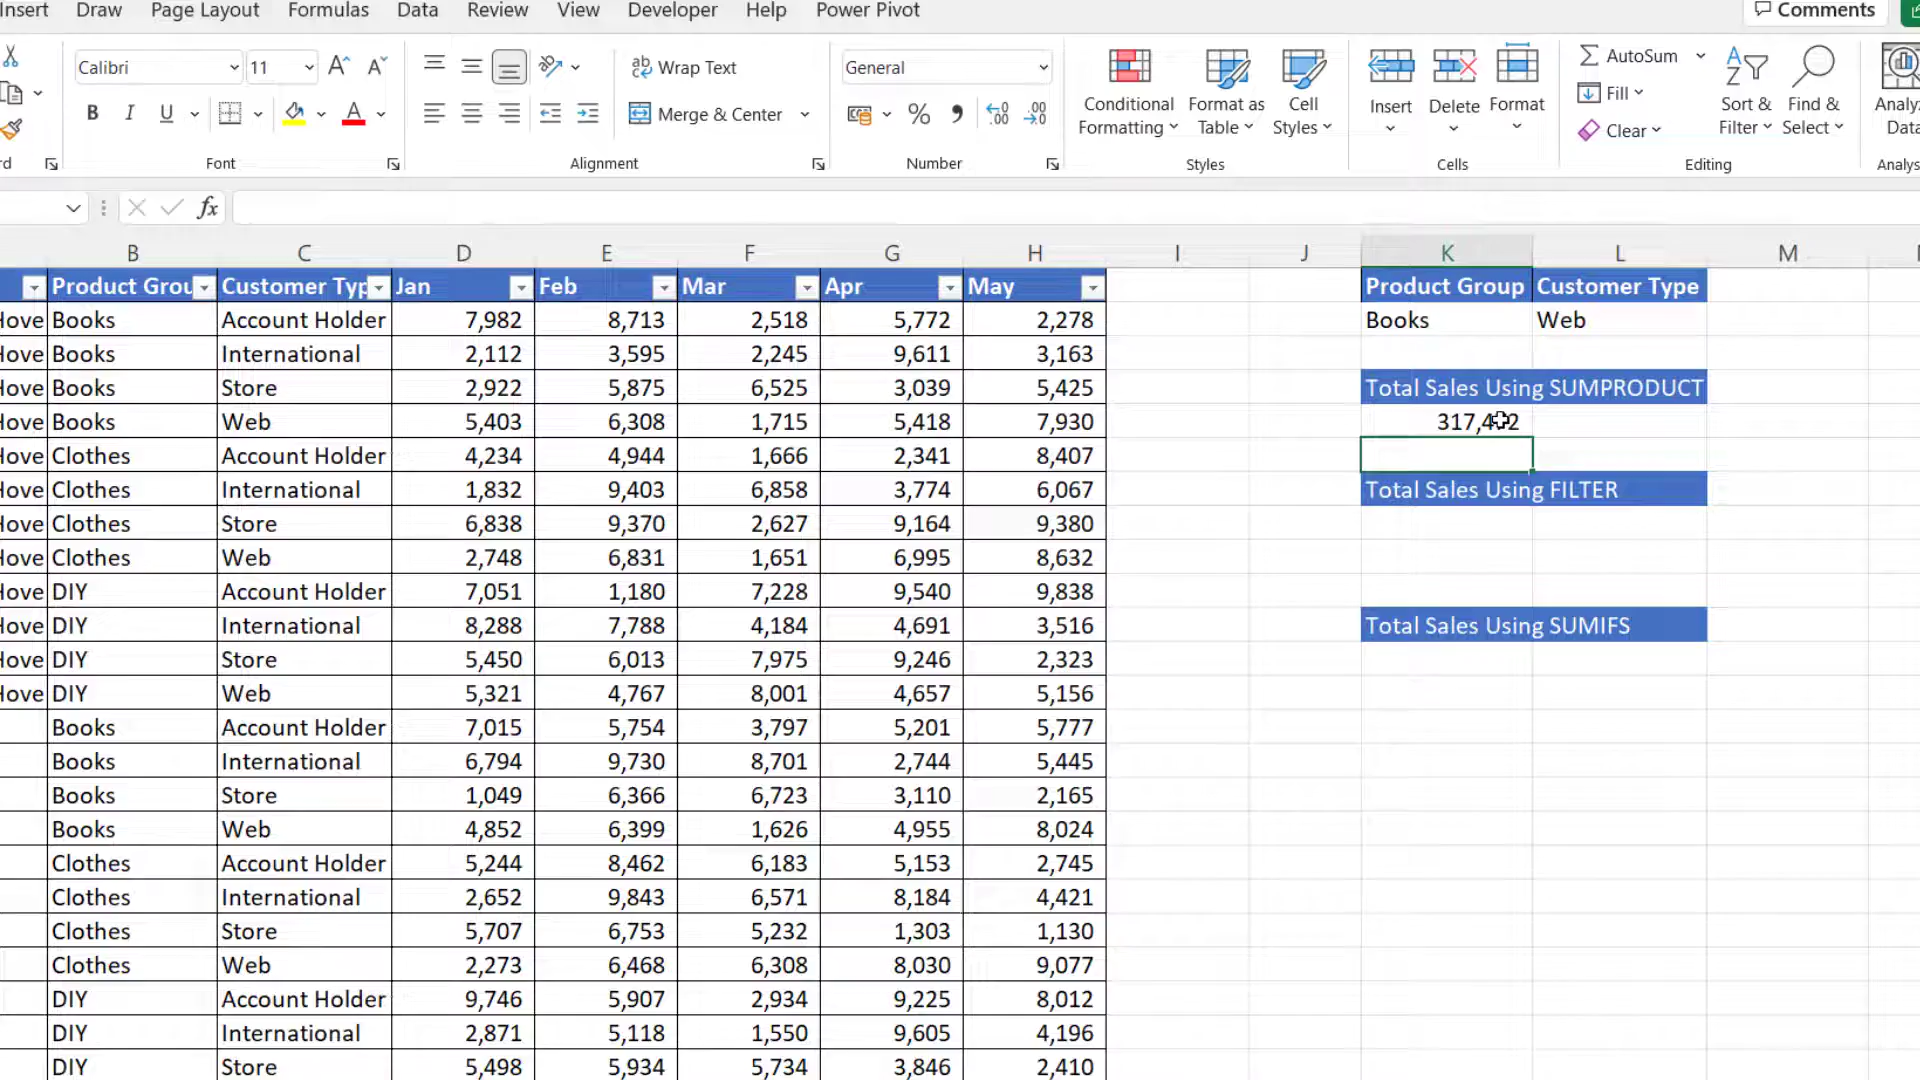 Insert Draw Page Layout Formulas Data Review View Developer Help Power Pivot Comments
Calibri 11 A A ab Wrap Text General Conditional Formatting Format as Table Cell Styles Insert Delete Format AutoSum Fill Clear Sort & Filter Find & Select
B I U A Merge & Center % ,
Font Alignment Number Styles Cells Editing
fx
B C D E F G H I J K L M
Customer Type
Jan Feb Mar Apr May Product Group Customer Type
Books Account Holder 7,982 8,713 2,518 5,772 2,278 Books Web
Books International 2,112 3,595 2,245 9,611 3,163
Books Store 2,922 5,875 6,525 3,039 5,425 Total Sales Using SUMPRODUCT
Books Web 5,403 6,308 1,715 5,418 7,930
Clothes Account Holder 4,234 4,944 1,666 2,341 8,407
Clothes International 1,832 9,403 6,858 3,774 6,067 Total Sales Using FILTER
Clothes Store 6,838 9,370 2,627 9,164 9,380
Clothes Web 2,748 6,831 1,651 6,995 8,632
DIY Account Holder 7,051 1,180 7,228 9,540 9,838
DIY International 8,288 7,788 4,184 4,691 3,516 Total Sales Using SUMIFS
DIY Store 5,450 6,013 7,975 9,246 2,323
DIY Web 5,321 4,767 8,001 4,657 5,156
Books Account Holder 7,015 5,754 3,797 5,201 5,777
Books International 6,794 9,730 8,701 2,744 5,445
Books Store 1,049 6,366 6,723 3,110 2,165
Books Web 4,852 6,399 1,626 4,955 8,024
Clothes Account Holder 5,244 8,462 6,183 5,153 2,745
Clothes International 2,652 9,843 6,571 8,184 4,421
Clothes Store 5,707 6,753 5,232 1,303 1,130
Clothes Web 2,273 6,468 6,308 8,030 9,077
DIY Account Holder 9,746 5,907 2,934 9,225 8,012
DIY International 2,871 5,118 1,550 9,605 4,196
DIY Store 5,498 5,934 5,734 3,846 2,410